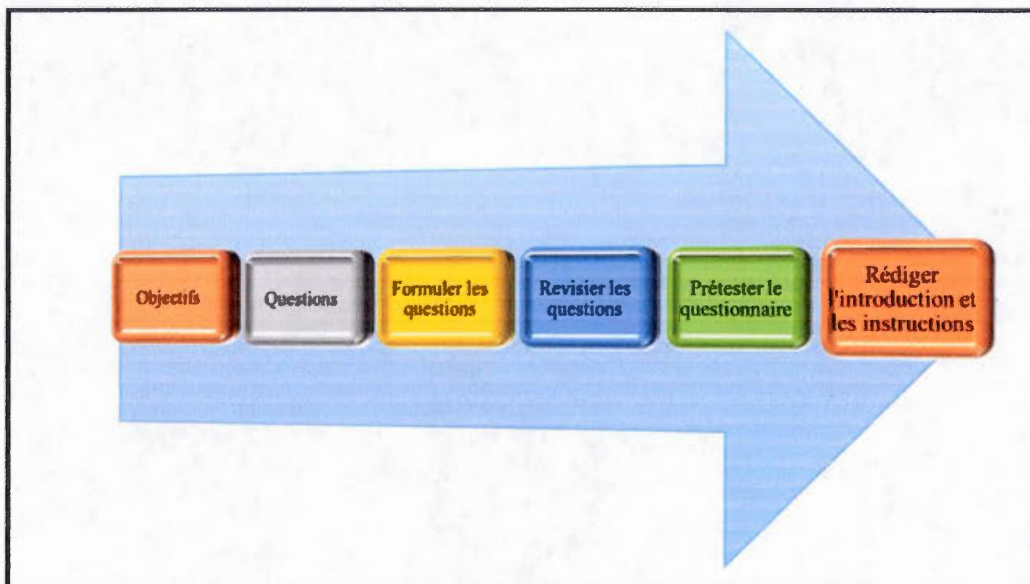 Objectifs
Questions
Formuler les
questions
Revisier les
questions
Prétester le
questionnaire
Rédiger
l'introduction et
les instructions